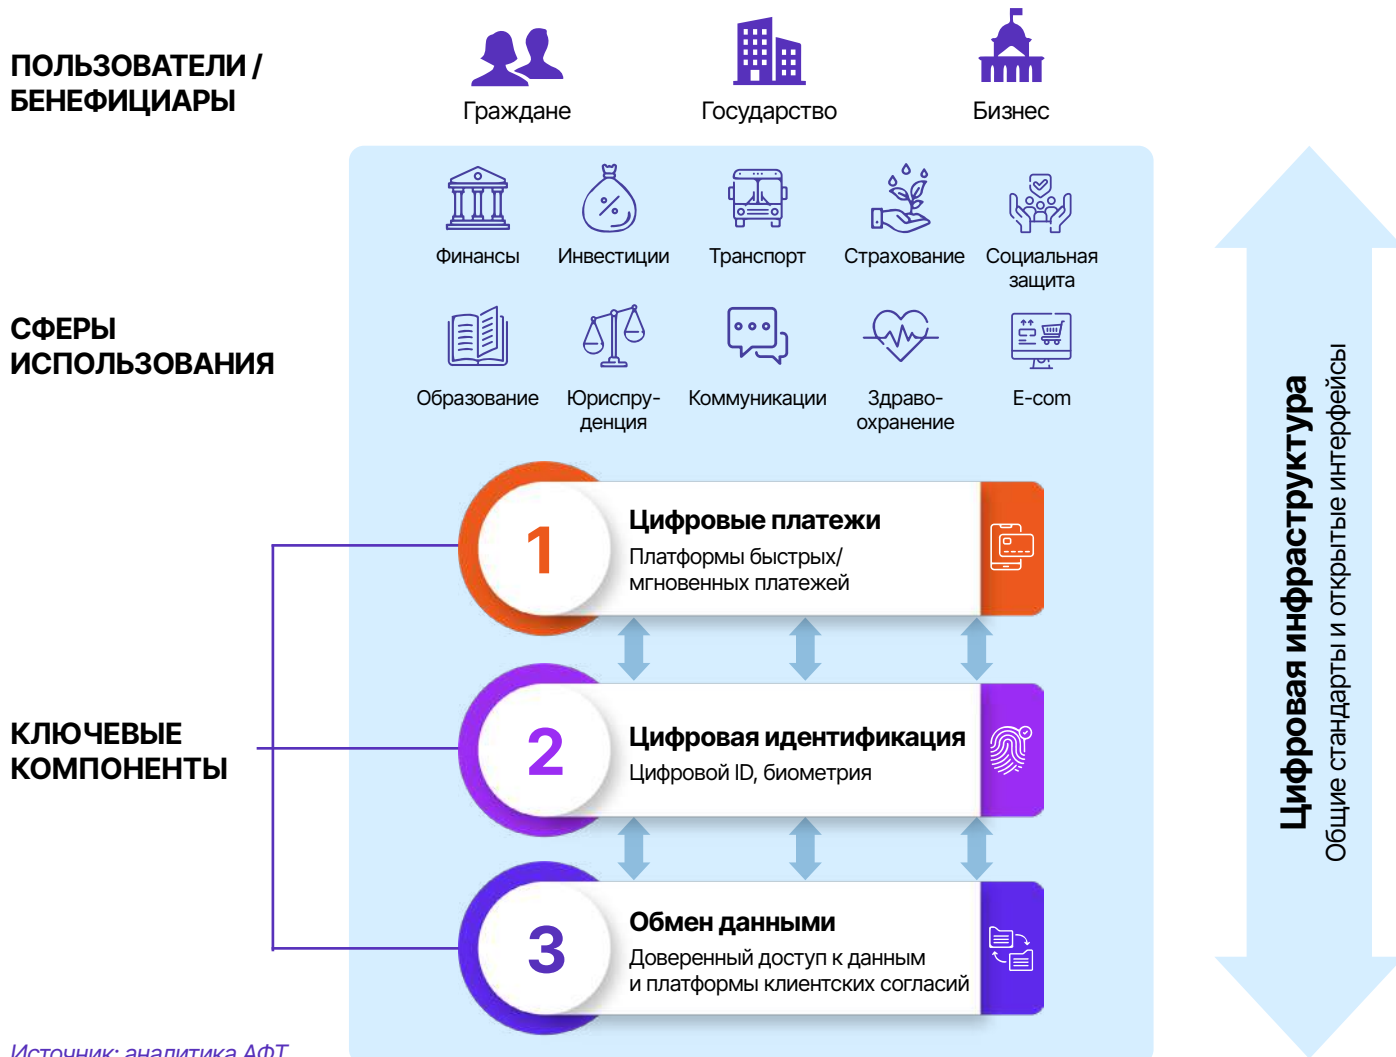 ПОЛЬЗОВАТЕЛИ /
БЕНЕФИЦИАРЫ
Граждане
Государство
Бизнес
СФЕРЫ
ИСПОЛЬЗОВАНИЯ
Финансы
Инвестиции
Транспорт
Страхование
Социальная
защита
Образование
Юриспру-
денция
Коммуникации
Здраво-
охранение
E-com
КЛЮЧЕВЫЕ
КОМПОНЕНТЫ
1
Цифровые платежи
Платформы быстрых/
мгновенных платежей
2
Цифровая идентификация
Цифровой ID, биометрия
3
Обмен данными
Доверенный доступ к данным
и платформы клиентских согласий
Цифровая инфраструктура
Общие стандарты и открытые интерфейсы
Источник: аналитика АФТ